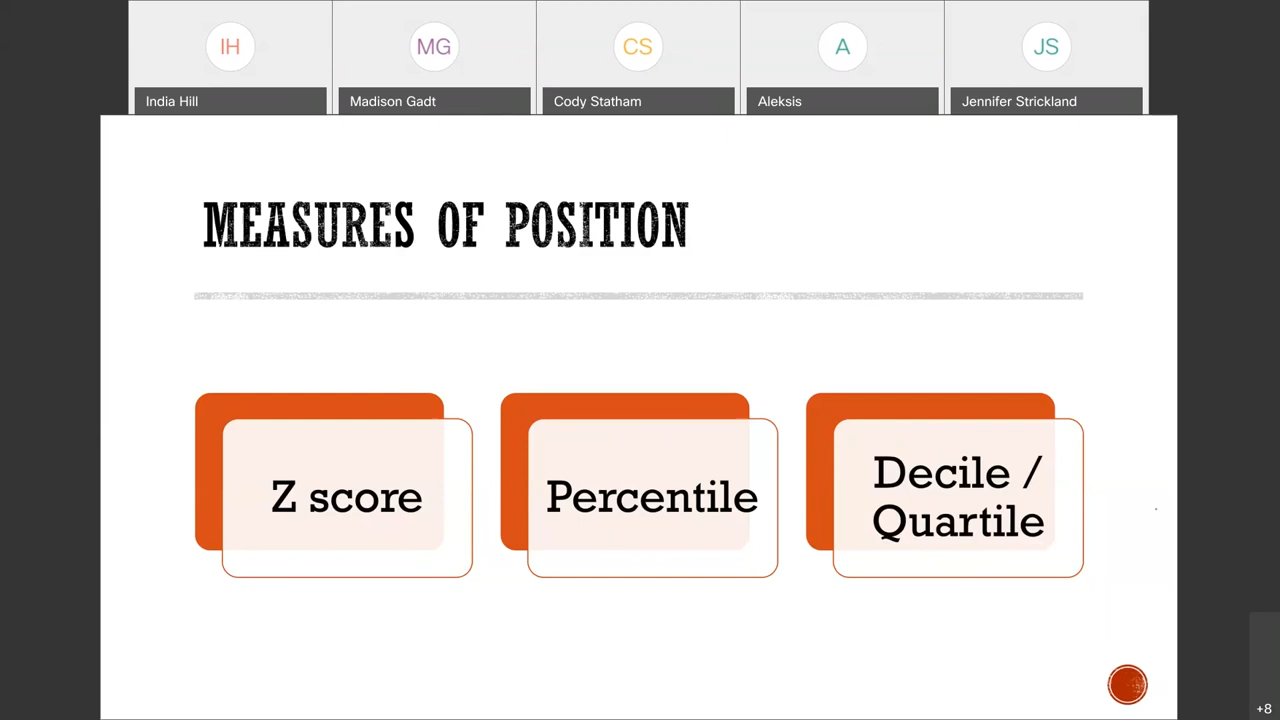 IH
MG
CS
A
JS
India Hill
Madison Gadt
Cody Statham
Aleksis
Jennifer Strickland
MEASURES OF POSITION
Z score
Percentile
Decile /
Quartile
+8